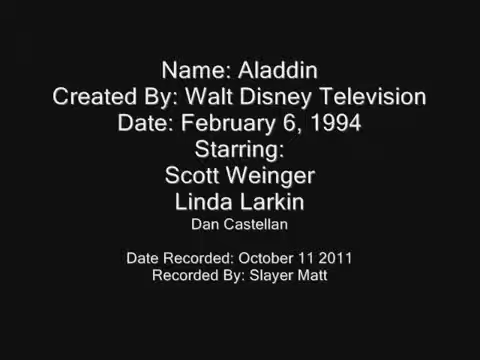 Name: Aladdin
Created By: Walt Disney Television
Date: February 6, 1994
Starring:
Scott Weinger
Linda Larkin
Dan Castellan
Date Recorded: October 11 2011
Recorded By: Slayer Matt